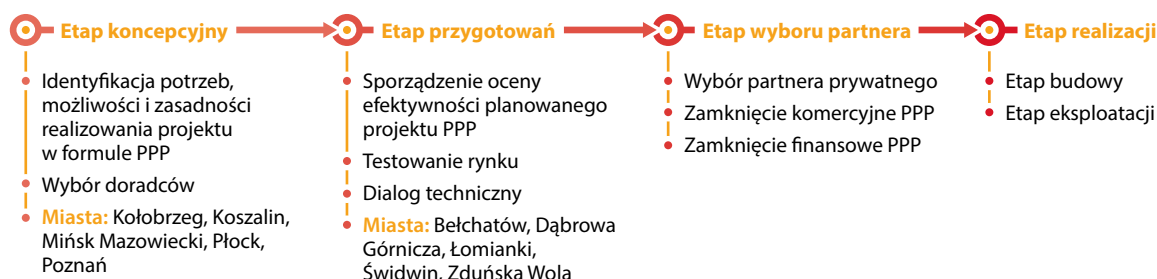 Etap koncepcyjny
Identyfikacja potrzeb,
możliwości i zasadności
realizowania projektu
w formule PPP
Wybór doradców
Miasta: Kołobrzeg, Koszalin,
Mińsk Mazowiecki, Płock,
Poznań
Etap przygotowań
Sporządzenie oceny
efektywności planowanego
projektu PPP
Testowanie rynku
Dialog techniczny
Miasta: Bełchatów, Dąbrowa
Górnicza, Łomianki,
Świdwin, Zduńska Wola
Etap wyboru partnera
Wybór partnera prywatnego
Zamknięcie komercyjne PPP
Zamknięcie finansowe PPP
Etap realizacji
Etap budowy
Etap eksploatacji